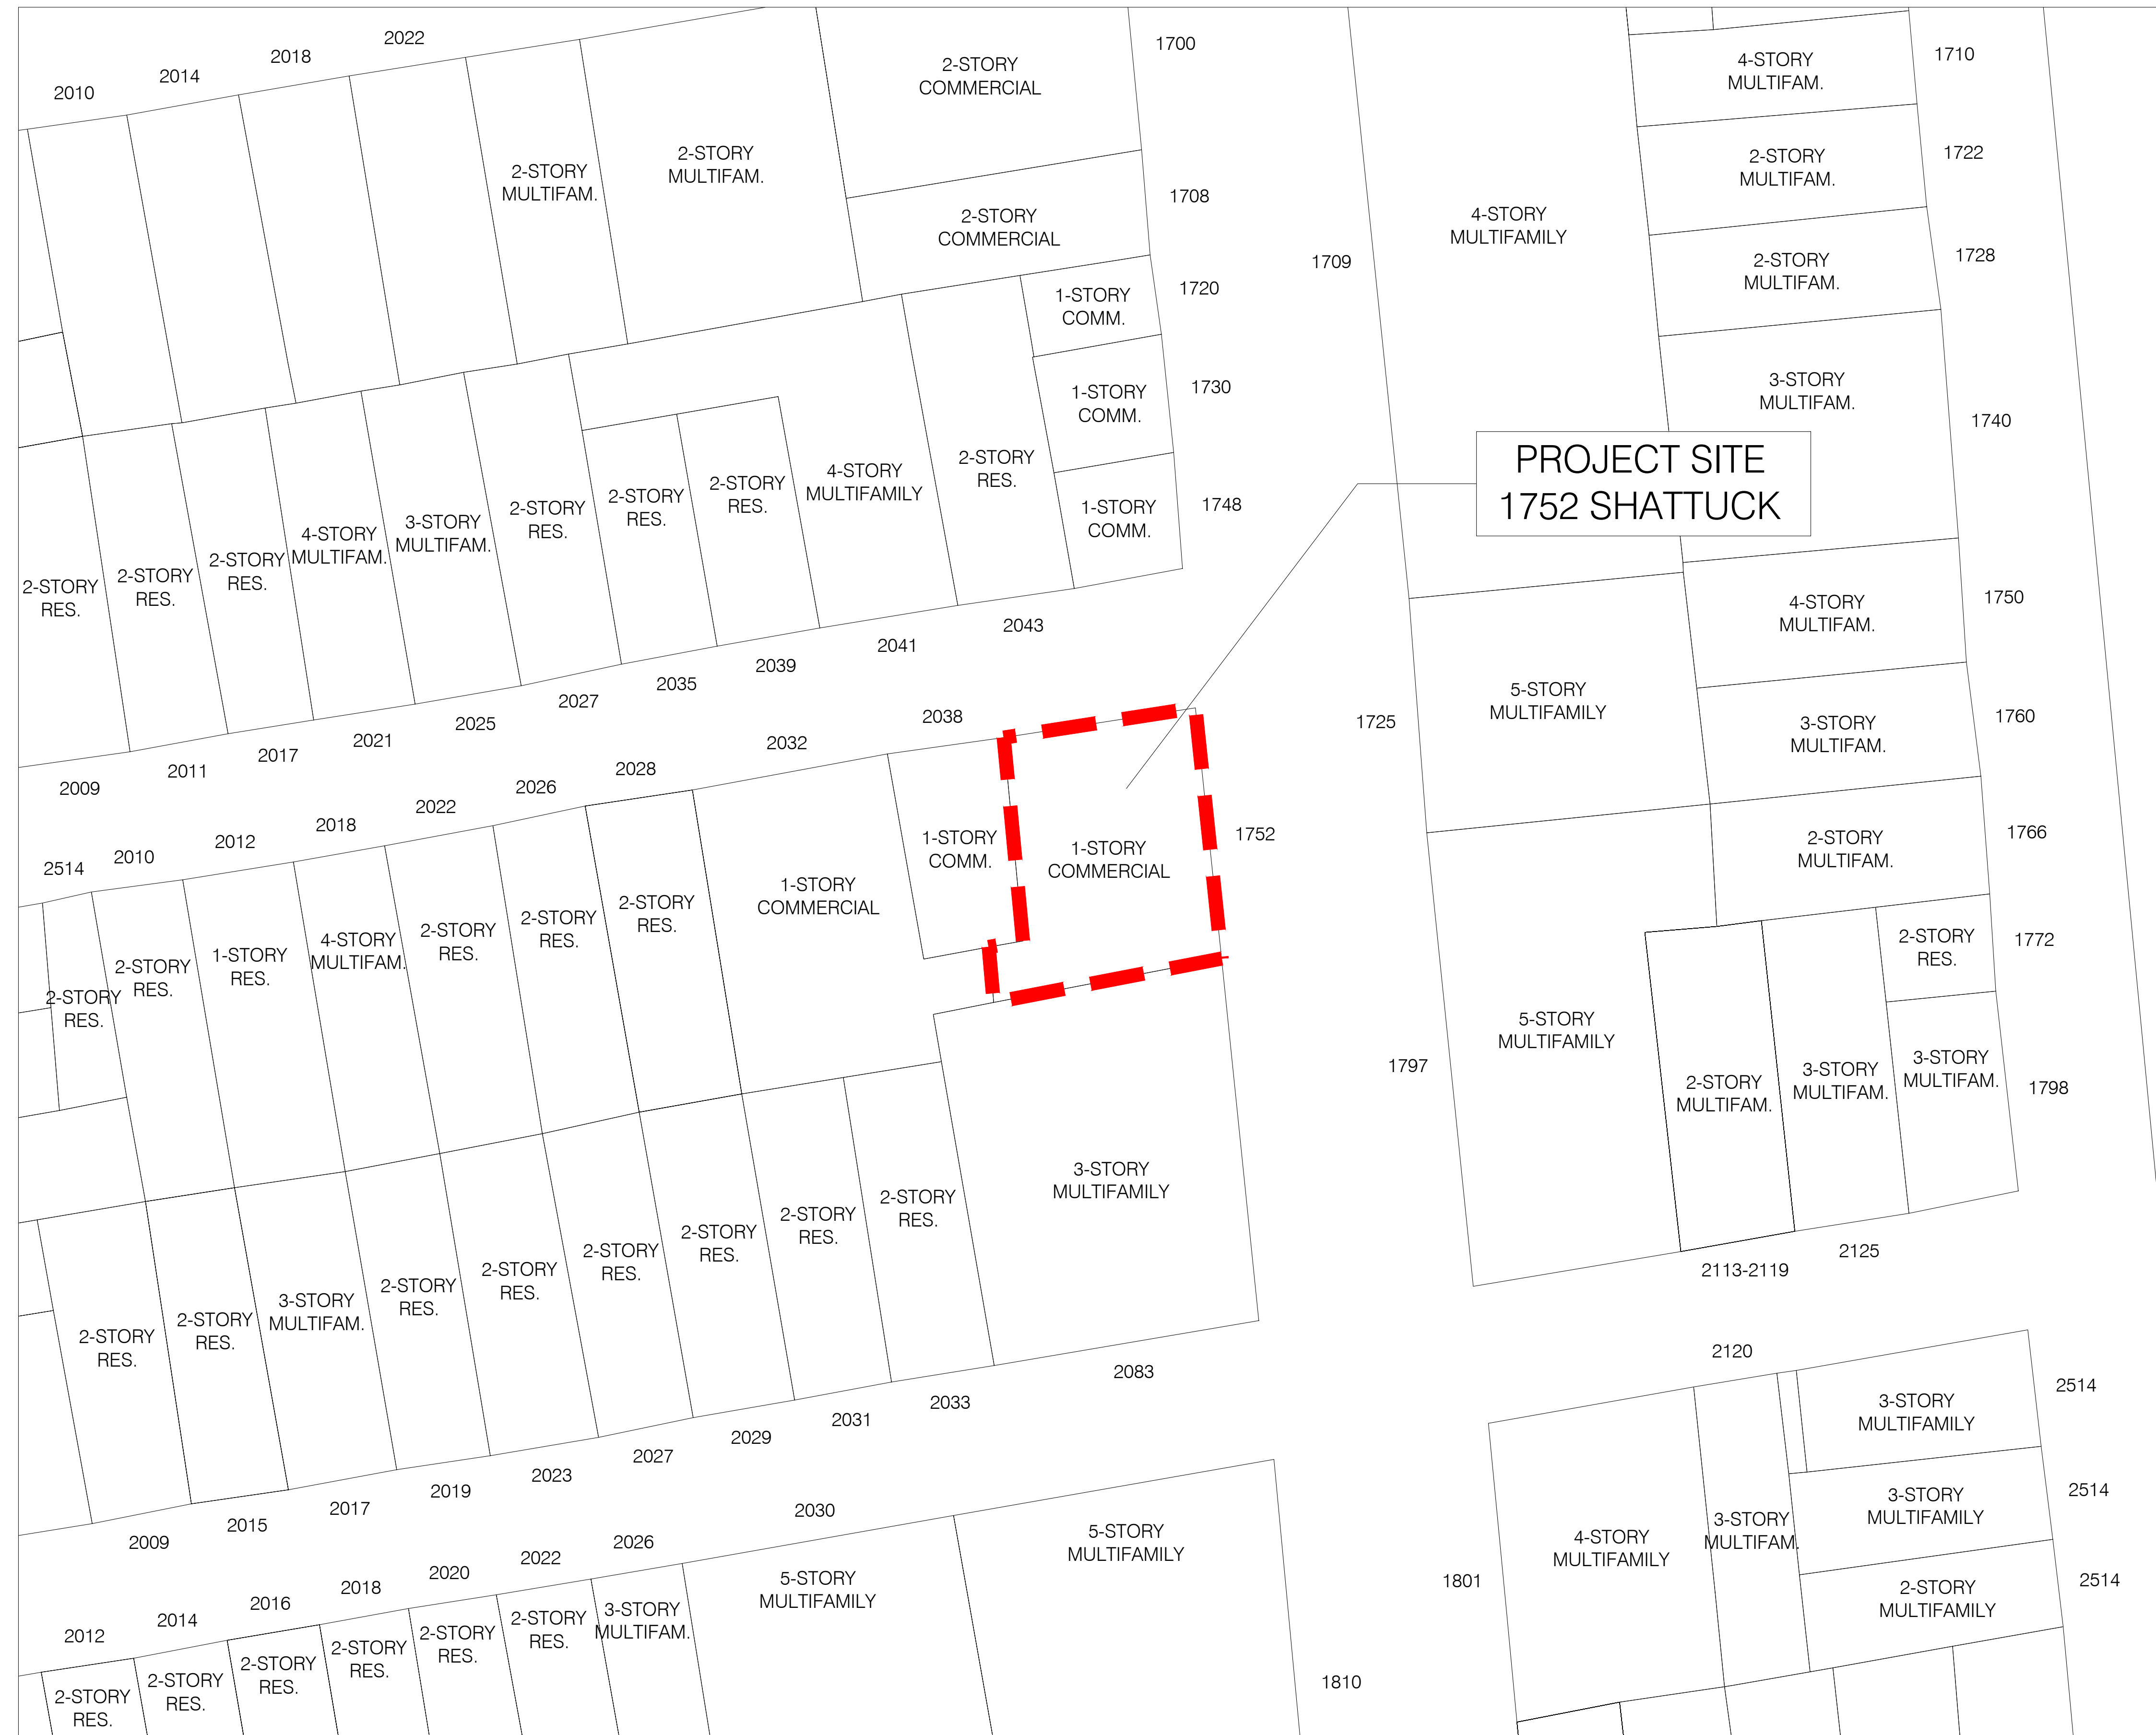 2010
2014
2018
2022
2-STORY
MULTIFAM.
2-STORY
MULTIFAM.
2-STORY
COMMERCIAL
1700
2-STORY
COMMERCIAL
1708
1-STORY
COMM.
1720
1-STORY
COMM.
1730
1-STORY
COMM.
1748
2-STORY
RES.
2-STORY
RES.
2-STORY
RES.
4-STORY
MULTIFAM.
3-STORY
MULTIFAM.
2-STORY
RES.
2-STORY
RES.
2-STORY
RES.
4-STORY
MULTIFAMILY
2-STORY
RES.
2009
2011
2017
2021
2025
2027
2035
2039
2041
2043
1709
4-STORY
MULTIFAMILY
4-STORY
MULTIFAM.
1710
2-STORY
MULTIFAM.
1722
2-STORY
MULTIFAM.
1728
3-STORY
MULTIFAM.
1740
PROJECT SITE
1752 SHATTUCK
4-STORY
MULTIFAM.
1750
5-STORY
MULTIFAMILY
1725
3-STORY
MULTIFAM.
1760
2-STORY
MULTIFAM.
1766
2-STORY
RES.
1772
5-STORY
MULTIFAMILY
1797
2-STORY
MULTIFAM.
3-STORY
MULTIFAM.
3-STORY
MULTIFAM.
1798
2113-2119
2125
2514
2010
2012
2018
2022
2026
2028
2032
2038
2-STORY
RES.
2-STORY
RES.
1-STORY
RES.
4-STORY
MULTIFAM.
2-STORY
RES.
2-STORY
RES.
2-STORY
RES.
1-STORY
COMMERCIAL
1-STORY
COMM.
1-STORY
COMMERCIAL
1752
2-STORY
RES.
2-STORY
RES.
3-STORY
MULTIFAM.
2-STORY
RES.
2-STORY
RES.
2-STORY
RES.
2-STORY
RES.
2-STORY
RES.
2-STORY
RES.
3-STORY
MULTIFAMILY
2009
2015
2017
2019
2023
2027
2029
2031
2033
2083
2012
2014
2016
2018
2020
2022
2026
2030
2-STORY
RES.
2-STORY
RES.
2-STORY
RES.
2-STORY
RES.
2-STORY
RES.
2-STORY
RES.
3-STORY
MULTIFAM.
5-STORY
MULTIFAMILY
5-STORY
MULTIFAMILY
1810
2120
1801
4-STORY
MULTIFAMILY
3-STORY
MULTIFAM.
3-STORY
MULTIFAMILY
2514
3-STORY
MULTIFAMILY
2514
2-STORY
MULTIFAMILY
2514